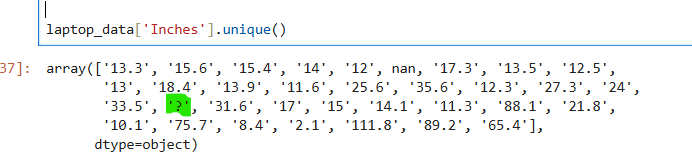 laptop_data['Inches'].unique()
37]: array(['13.3', '15.6', '15.4', '14', '12', nan, '17.3', '13.5', '12.5',
'13', '18.4', '13.9', '11.6', '25.6', '35.6', '12.3', '27.3', '24',
'33.5', '?', '31.6', '17', '15', '14.1', '11.3', '88.1', '21.8',
'10.1', '75.7', '8.4', '2.1', '111.8', '89.2', '65.4'],
dtype=object)